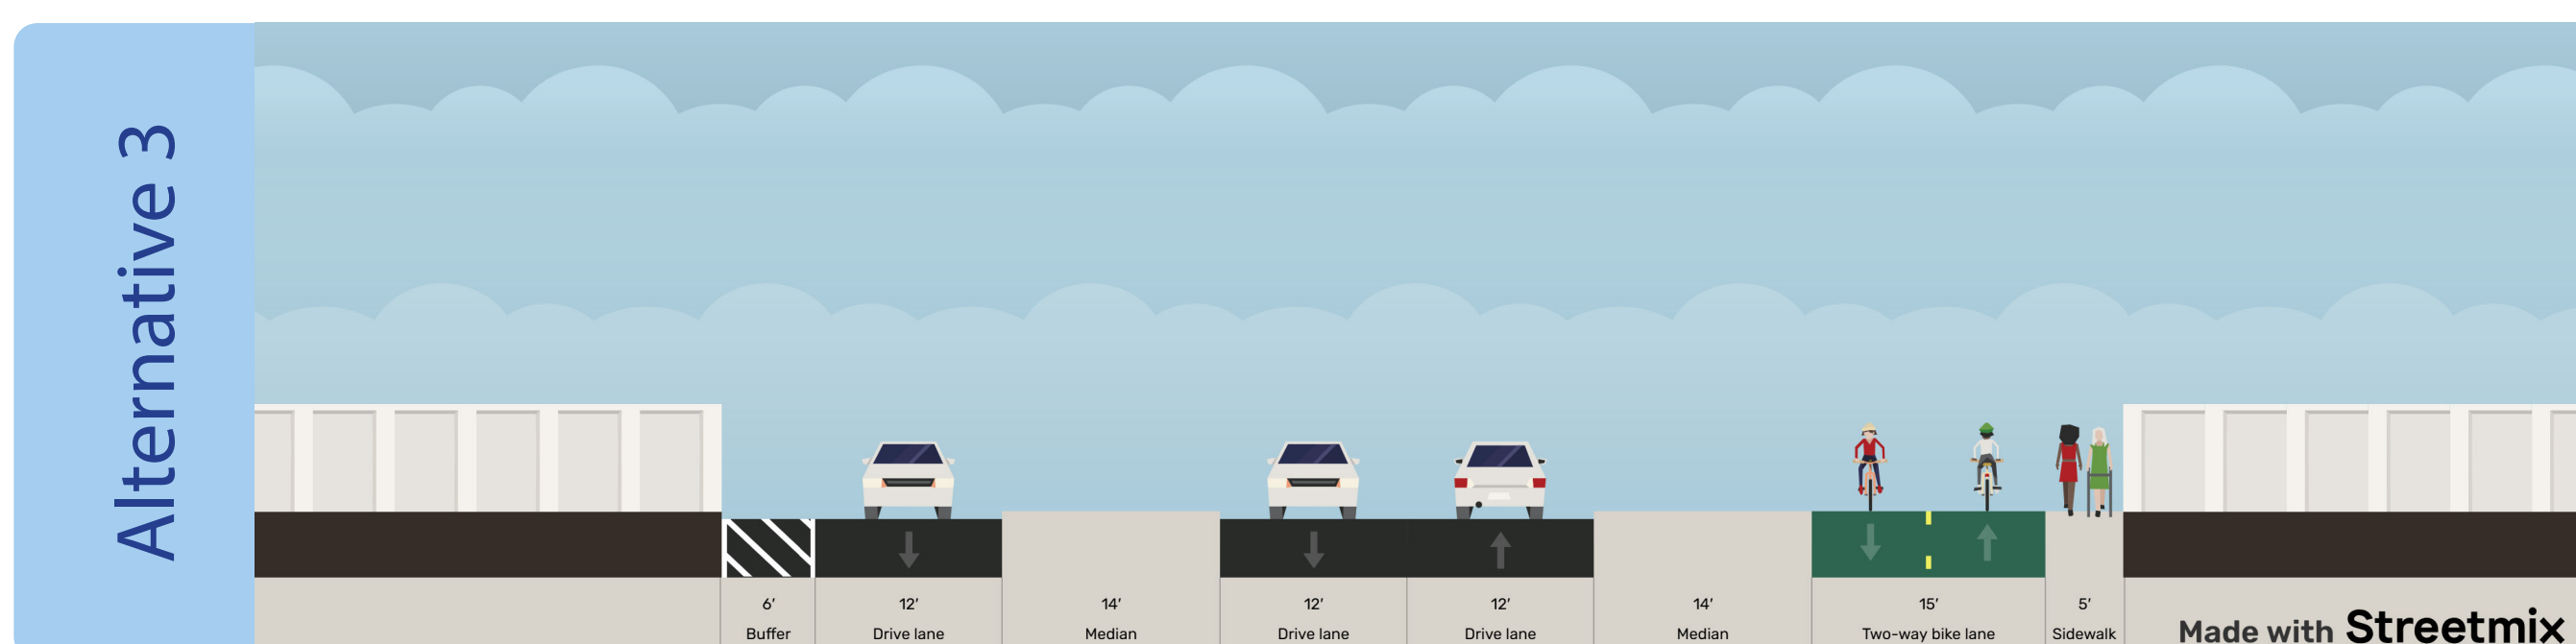 Alternative 3
6′
Buffer
12′
Drive lane
14′
Median
12′
Drive lane
12′
Drive lane
14′
Median
15′
Two-way bike lane
5′
Sidewalk
Made with Streetmix